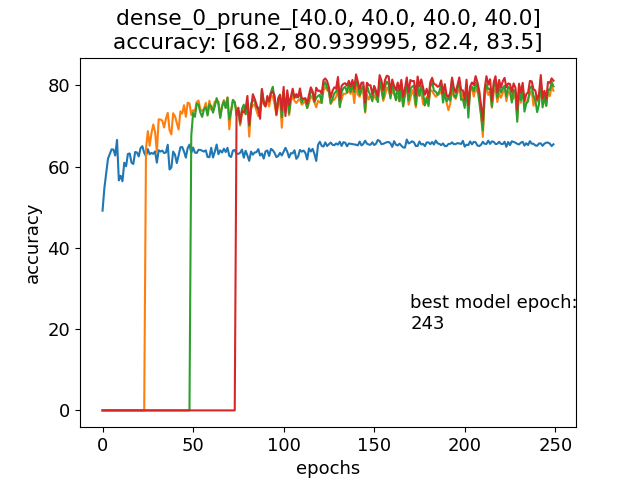 dense_0_prune_[40.0, 40.0, 40.0, 40.0]
accuracy: [68.2, 80.939995, 82.4, 83.5]
80
60
accuracy
40
best model epoch:
243
20
0
0 50 100 150 200 250
epochs